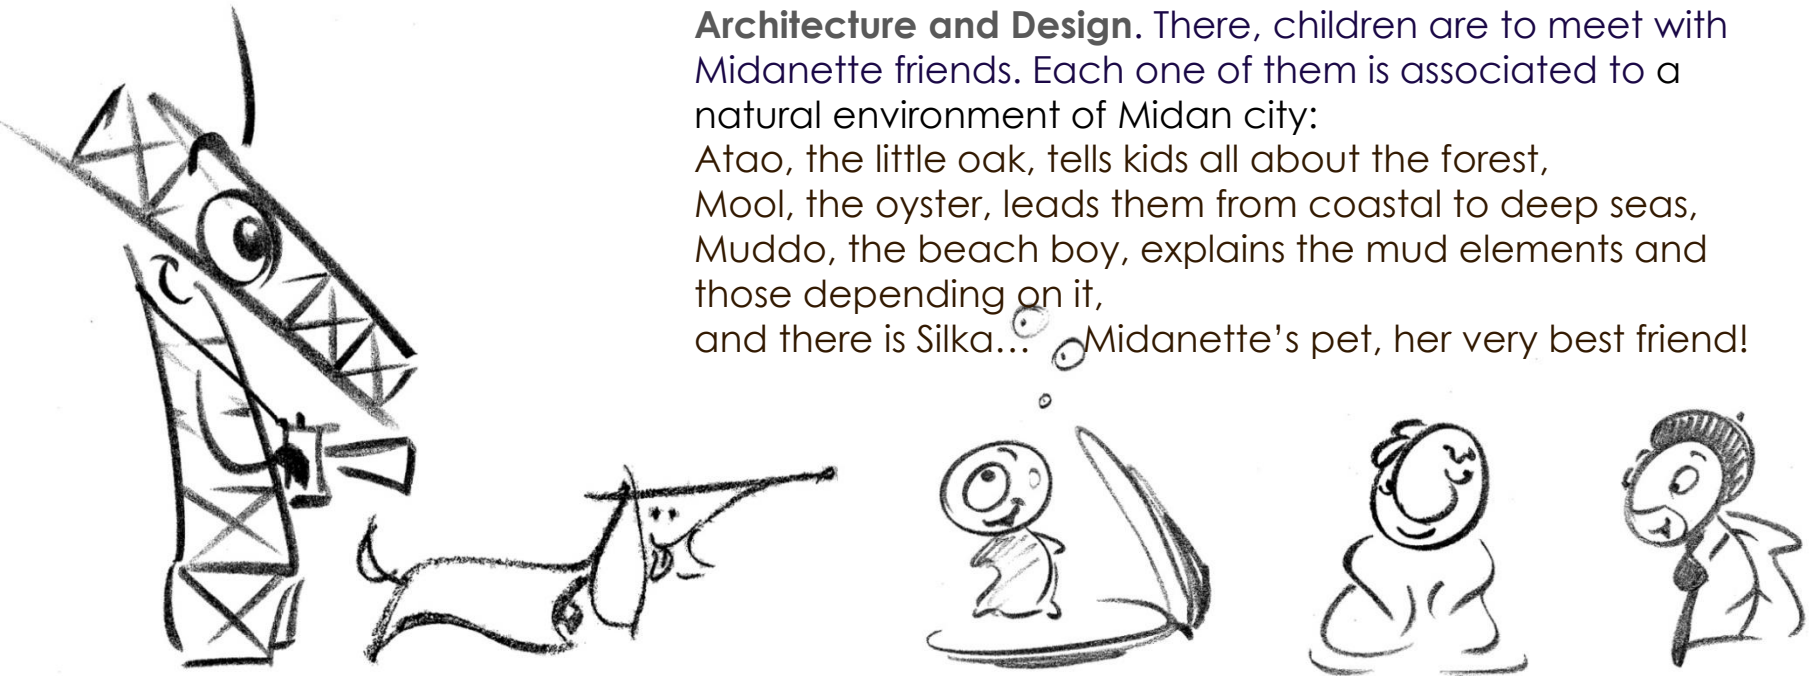 Architecture and Design. There, children are to meet with
Midanette friends. Each one of them is associated to a
natural environment of Midan city:
Atao, the little oak, tells kids all about the forest,
Mool, the oyster, leads them from coastal to deep seas,
Muddo, the beach boy, explains the mud elements and
those depending on it,
and there is Silka… Midanette’s pet, her very best friend!